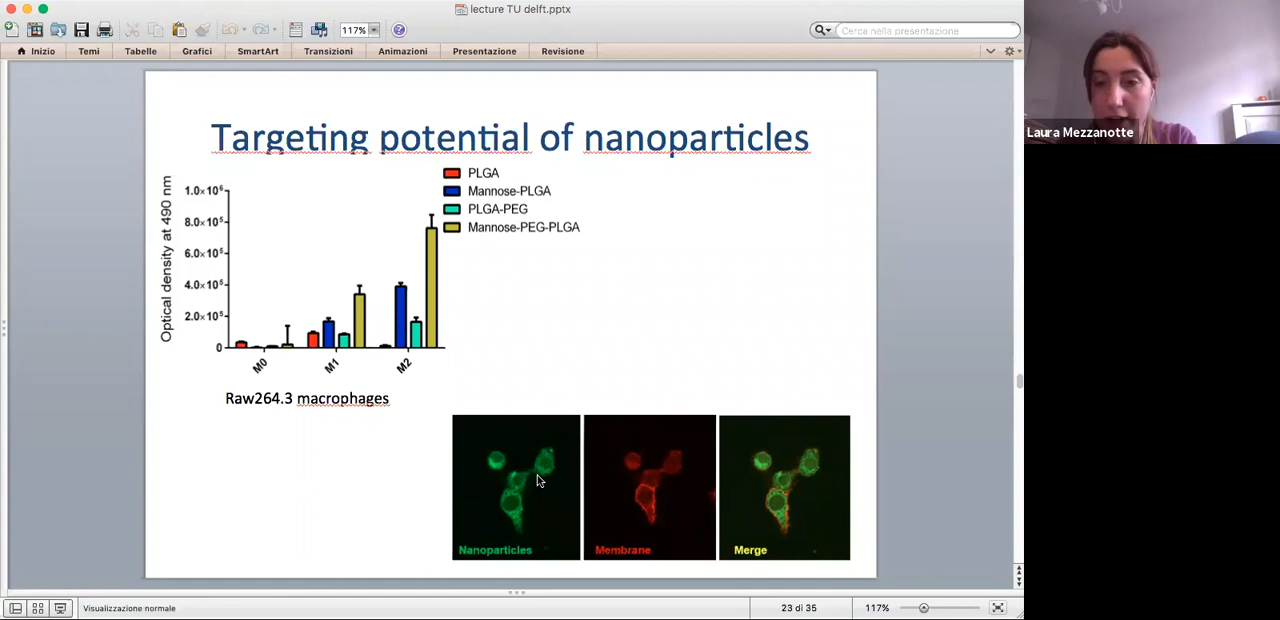 lecture TU delft.pptx
117%
Cerca nella presentazione
Inizio Temi Tabelle Grafici SmartArt Transizioni Animazioni Presentazione Revisione
Laura Mezzanotte
Targeting potential of nanoparticles
PLGA
Mannose-PLGA
PLGA-PEG
Mannose-PEG-PLGA
Optical density at 490 nm
1.0×10⁶
8.0×10⁵
6.0×10⁵
4.0×10⁵
2.0×10⁵
0
M0 M1 M2
Raw264.3 macrophages
Nanoparticles Membrane Merge
Visualizzazione normale 23 di 35 117%